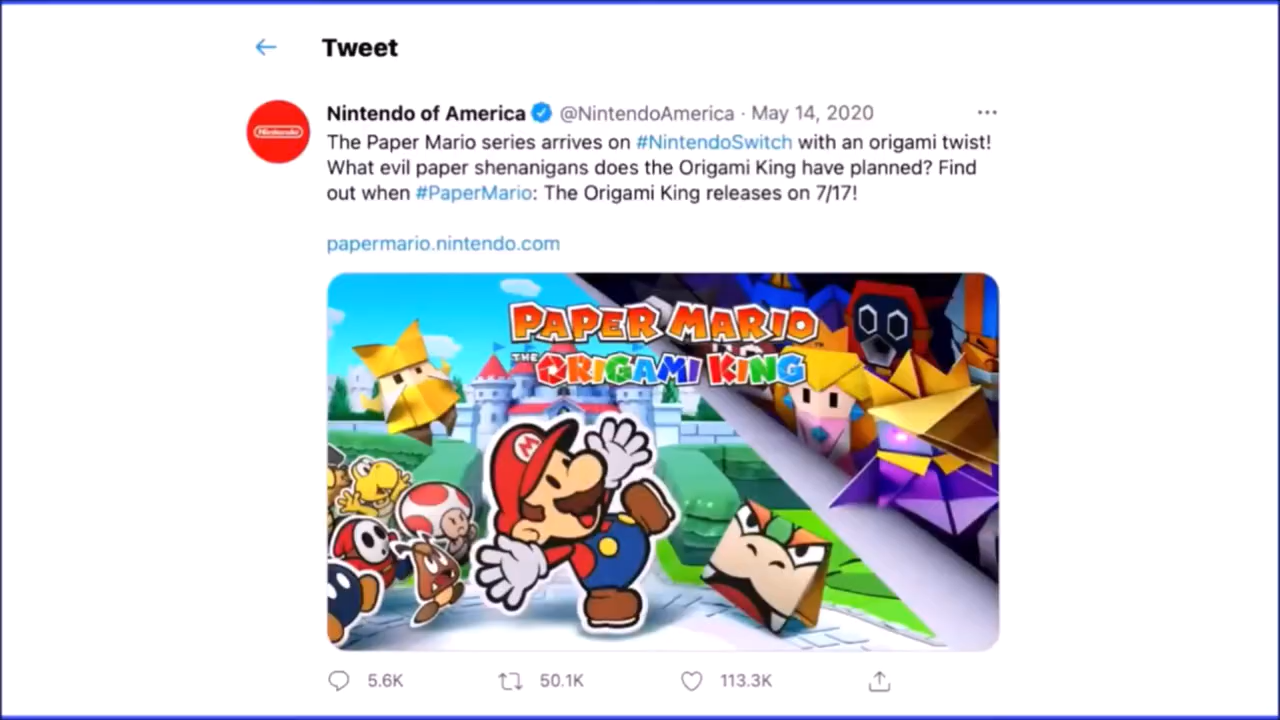 Tweet
Nintendo of America @NintendoAmerica · May 14, 2020
Nintendo
The Paper Mario series arrives on #NintendoSwitch with an origami twist!
What evil paper shenanigans does the Origami King have planned? Find
out when #PaperMario: The Origami King releases on 7/17!
papermario.nintendo.com
PAPER MARIO
THE ORIGAMI KING
M
5.6K 50.1K 113.3K